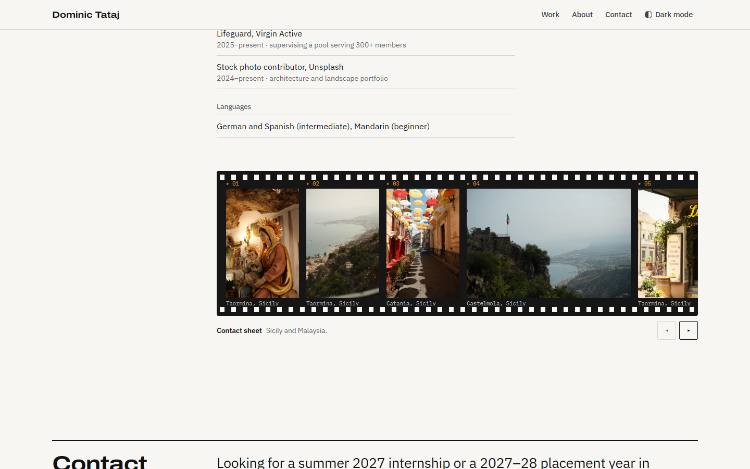 Dominic Tataj
Work
About
Contact
Dark mode
Lifeguard, Virgin Active
2025–present · supervising a pool serving 300+ members
Stock photo contributor, Unsplash
2024–present · architecture and landscape portfolio
Languages
German and Spanish (intermediate), Mandarin (beginner)
01
02
03
04
05
Taormina, Sicily
Taormina, Sicily
Catania, Sicily
Castelmola, Sicily
Taormina, Sicily
Contact sheet Sicily and Malaysia.
Contact
Looking for a summer 2027 internship or a 2027–28 placement year in